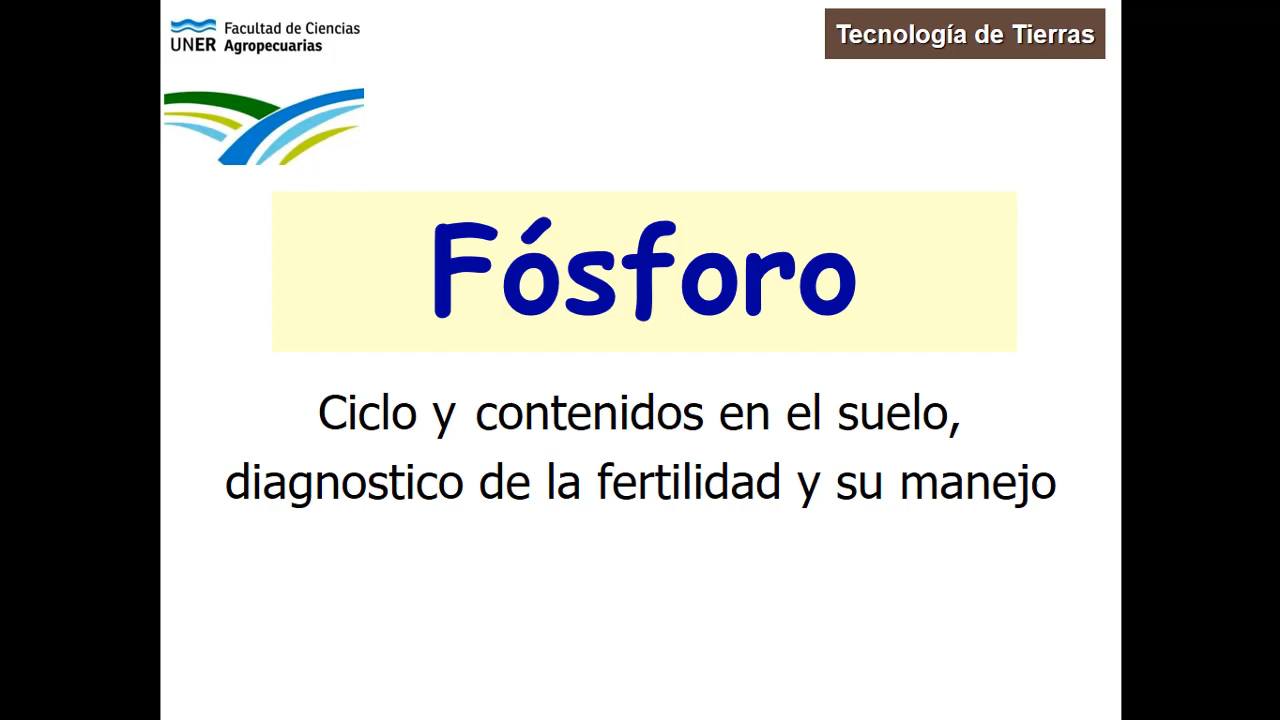 Facultad de Ciencias
UNER Agropecuarias
Tecnología de Tierras
Fósforo
Ciclo y contenidos en el suelo,
diagnostico de la fertilidad y su manejo